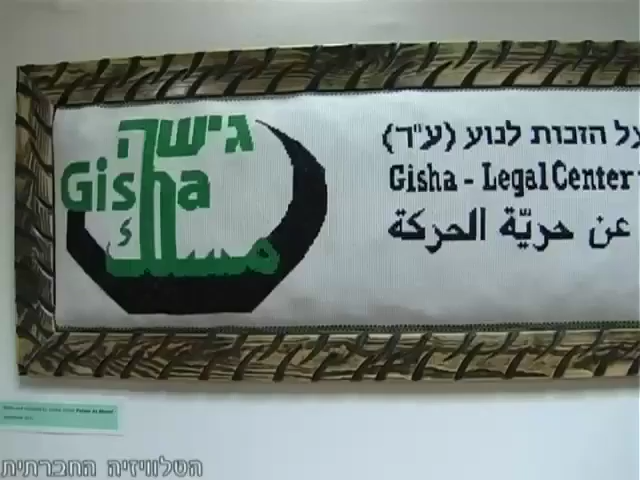 גישה
Gisha
مسلك
על הזכות לנוע (ע"ר)
Gisha - Legal Center
عن حريّة الحركة
הטלוויזיה החברתית